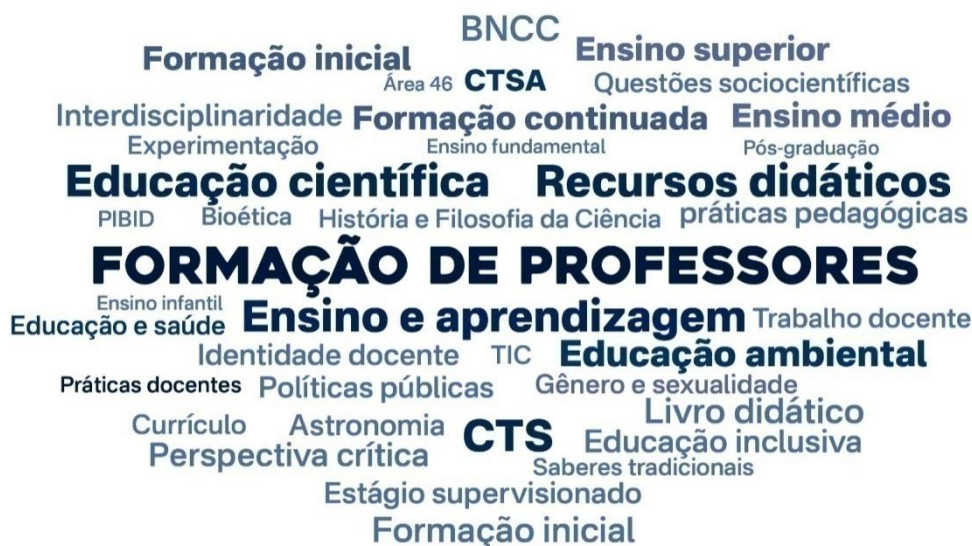 BNCC
Formação inicial
Ensino superior
Área 46
CTSA
Questões sociocientíficas
Interdisciplinaridade
Formação continuada
Ensino médio
Experimentação
Ensino fundamental
Pós-graduação
Educação científica
Recursos didáticos
PIBID
Bioética
História e Filosofia da Ciência
práticas pedagógicas
FORMAÇÃO DE PROFESSORES
Ensino infantil
Educação e saúde
Ensino e aprendizagem
Trabalho docente
Identidade docente
TIC
Educação ambiental
Práticas docentes
Políticas públicas
Gênero e sexualidade
Livro didático
Currículo
Astronomia
CTS
Educação inclusiva
Perspectiva crítica
Saberes tradicionais
Estágio supervisionado
Formação inicial